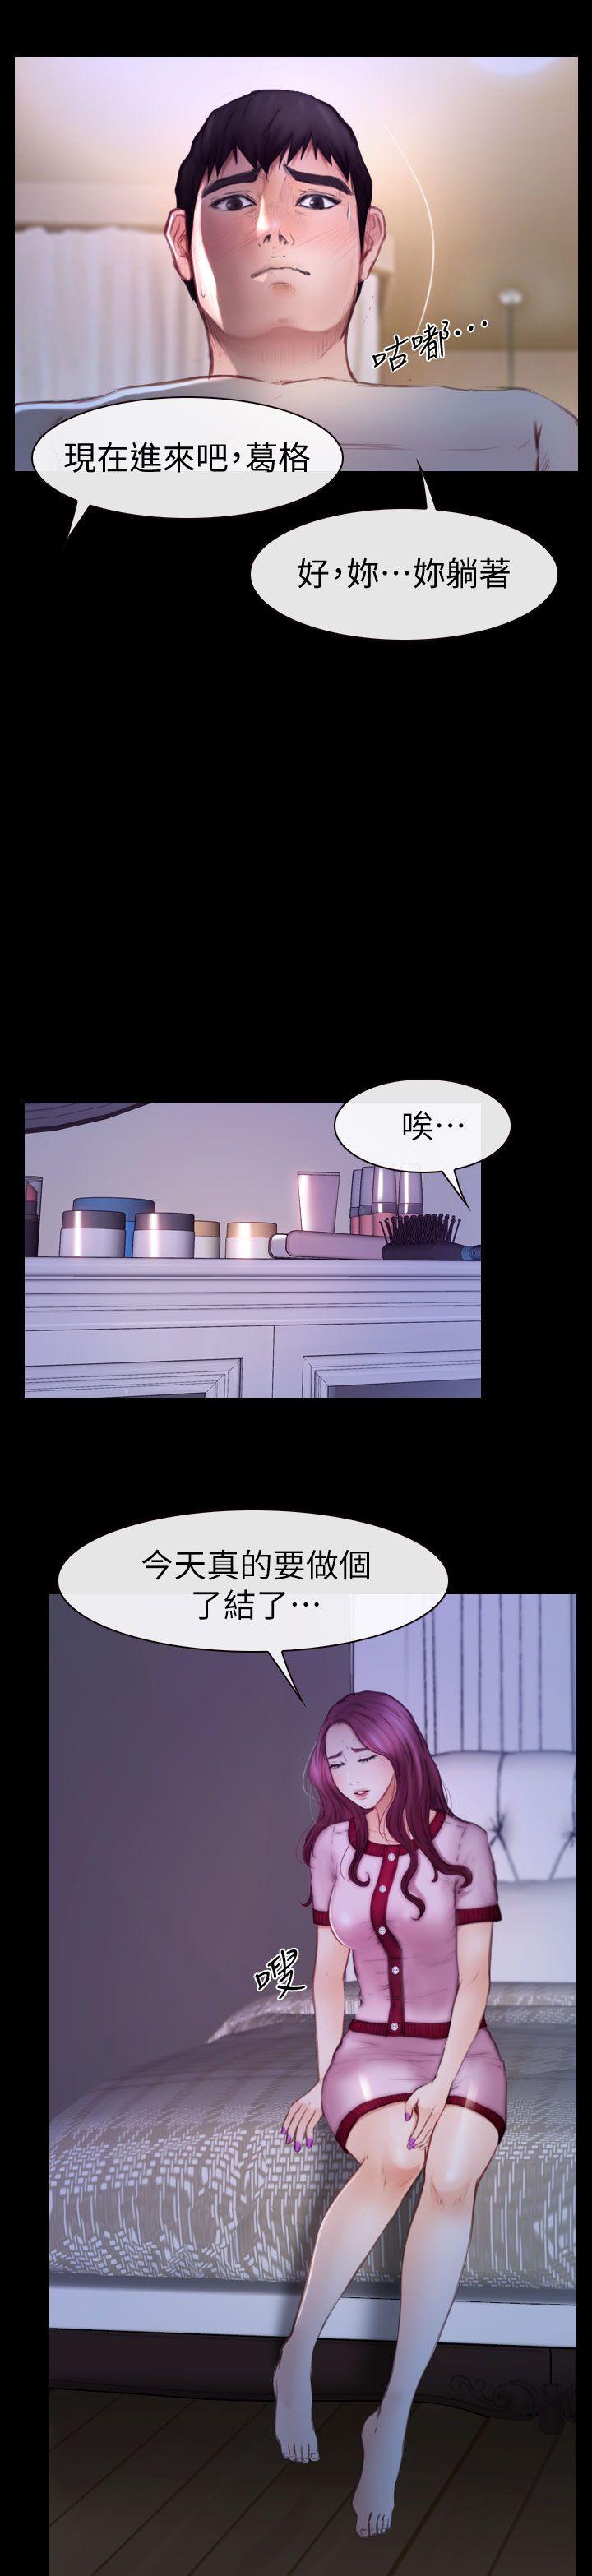 咕嘟⋯
現在進來吧，葛格
好，妳⋯妳躺著
唉⋯
今天真的要做個
了結了⋯
嗖